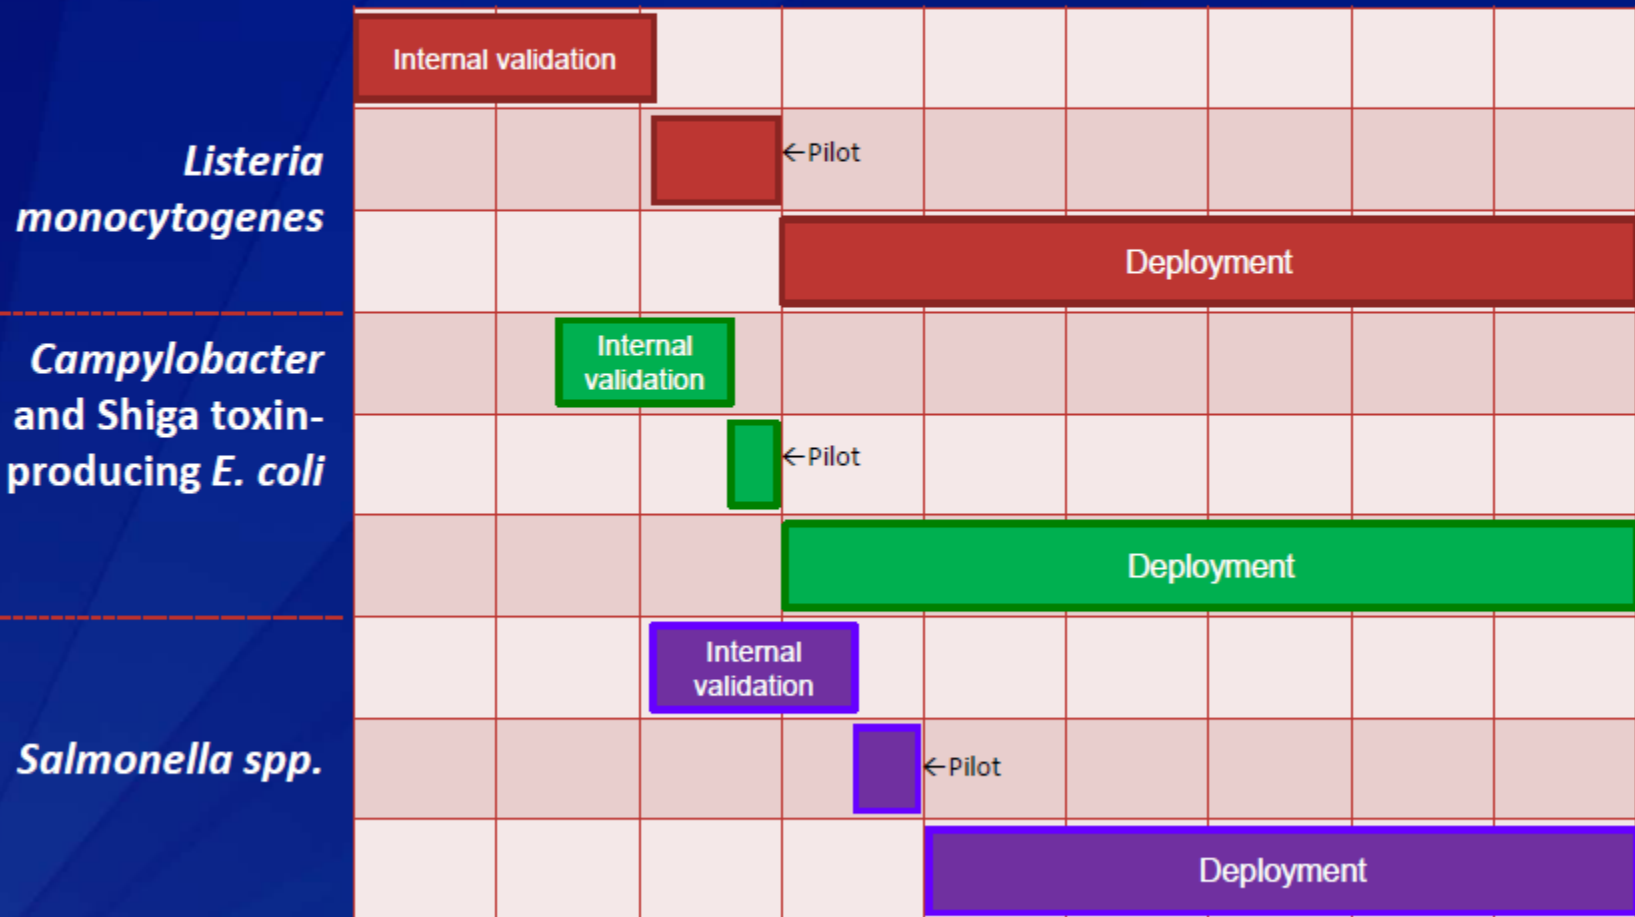 Internal validation
Listeria
monocytogenes
←Pilot
Deployment
Campylobacter
and Shiga toxin-
producing E. coli
Internal
validation
←Pilot
Deployment
Salmonella spp.
Internal
validation
←Pilot
Deployment